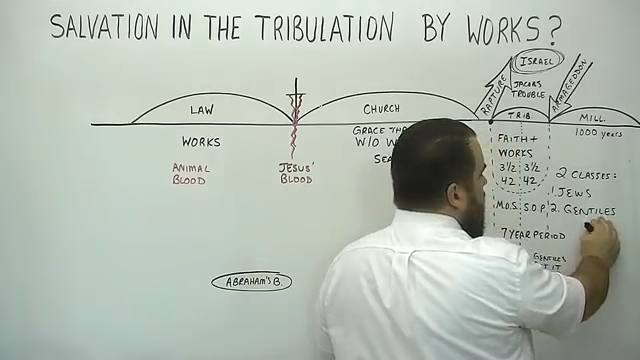 SALVATION IN THE TRIBULATION BY WORKS?
ISRAEL
JACOBS
TROUBLE
RAPTURE
ARMAGEDDON
LAW
CHURCH
TRIB.
MILL.
1000 years
WORKS
GRACE
W/O
FAITH +
WORKS
ANIMAL
BLOOD
JESUS'
BLOOD
3½ 3½
42 42
2 CLASSES:
1. JEWS
2. GENTILES
M.O.S. S.O.P.
7 YEAR PERIOD
GENTILES
IT
ABRAHAM'S B.